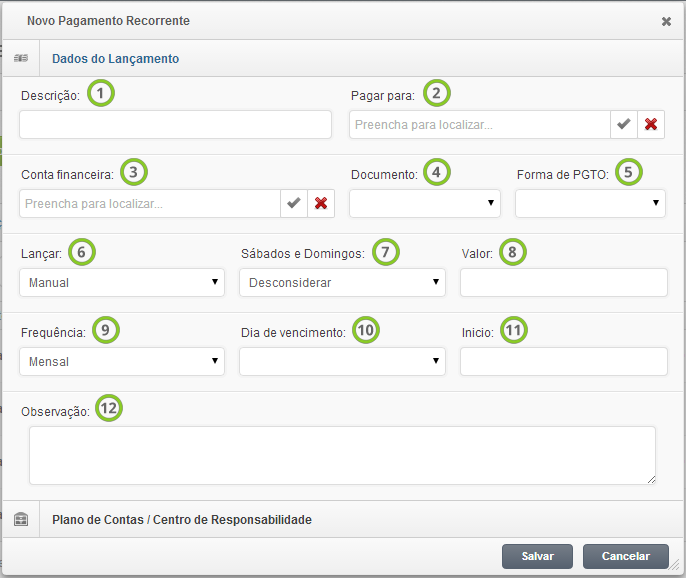 Novo Pagamento Recorrente
Dados do Lançamento
Descrição: 1 Pagar para: 2
Preencha para localizar...
Conta financeira: 3 Documento: 4 Forma de PGTO: 5
Preencha para localizar...
Lançar: 6 Sábados e Domingos: 7 Valor: 8
Manual Desconsiderar
Frequência: 9 Dia de vencimento: 10 Inicio: 11
Mensal
Observação: 12
Plano de Contas / Centro de Responsabilidade
Salvar Cancelar